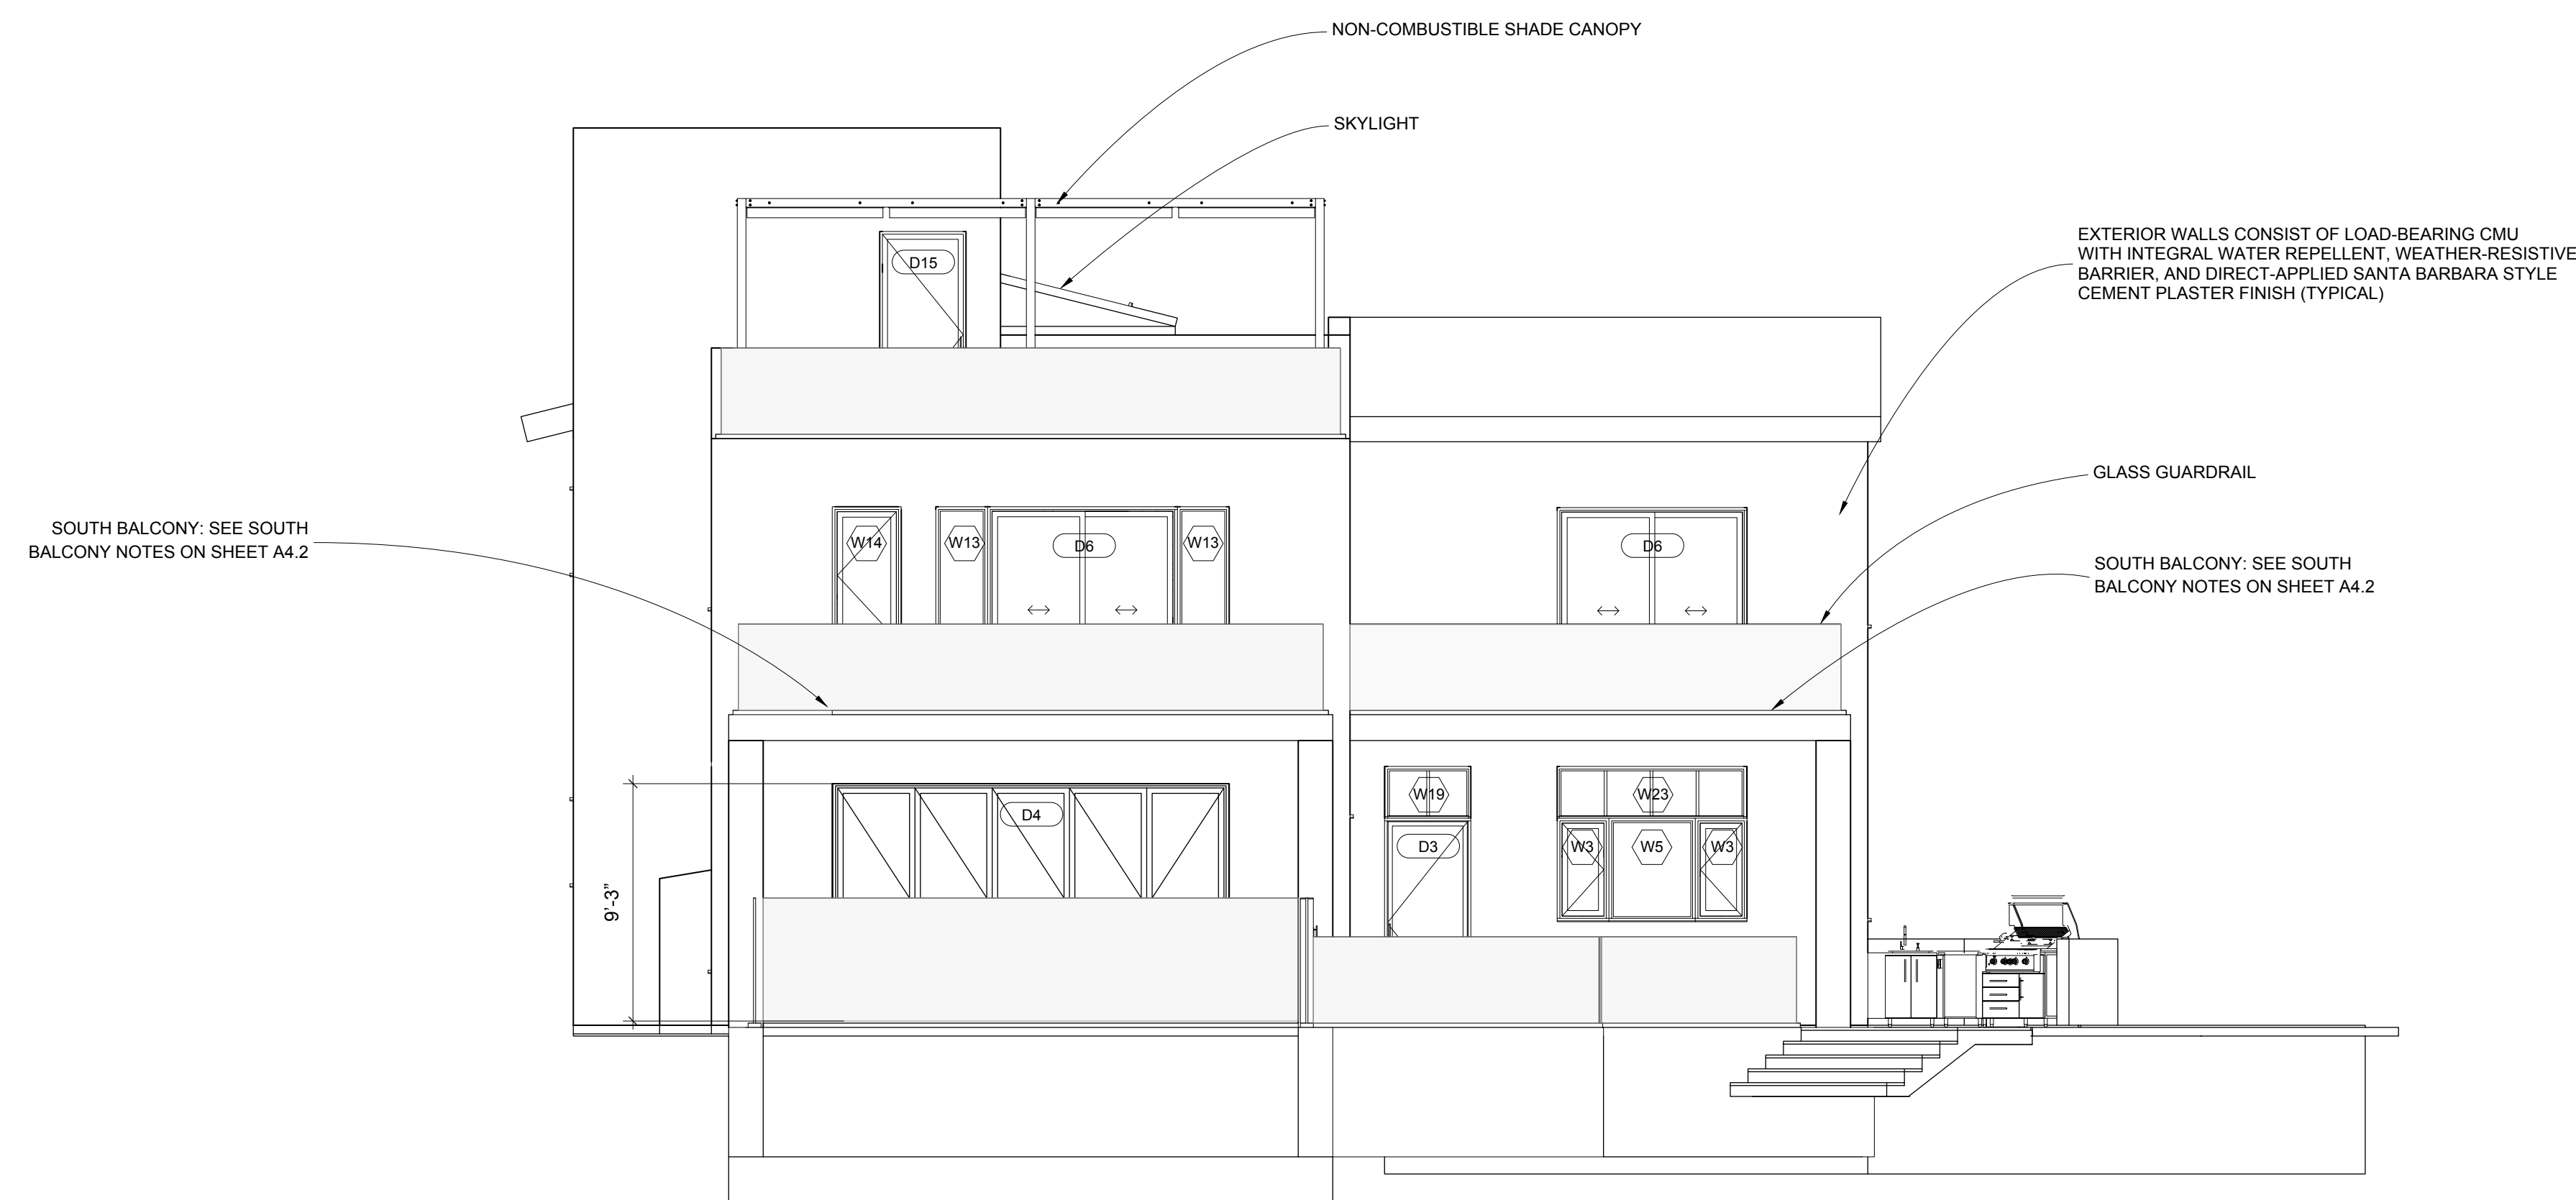 NON-COMBUSTIBLE SHADE CANOPY
SKYLIGHT
EXTERIOR WALLS CONSIST OF LOAD-BEARING CMU
WITH INTEGRAL WATER REPELLENT, WEATHER-RESISTIVE
BARRIER, AND DIRECT-APPLIED SANTA BARBARA STYLE
CEMENT PLASTER FINISH (TYPICAL)
D15
GLASS GUARDRAIL
SOUTH BALCONY: SEE SOUTH
BALCONY NOTES ON SHEET A4.2
W14
W13
D6
W13
D6
SOUTH BALCONY: SEE SOUTH
BALCONY NOTES ON SHEET A4.2
W19
W23
D4
D3
W3
W5
W3
9'-3”